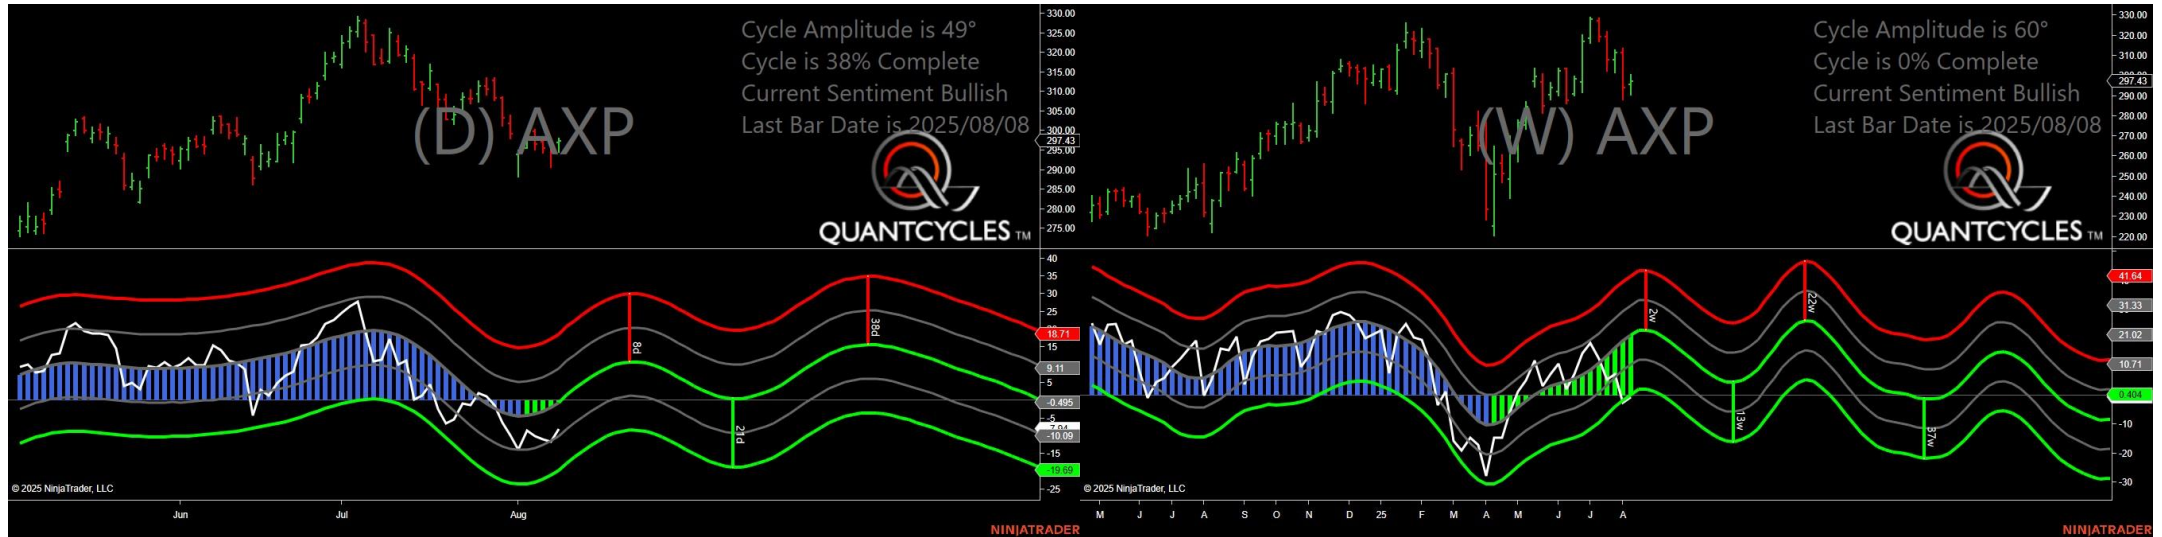 Cycle Amplitude is 49°
Cycle is 38% Complete
Current Sentiment Bullish
Last Bar Date is 2025/08/08
(D) AXP
QUANTCYCLES TM
330.00
325.00
320.00
315.00
310.00
305.00
300.00
297.43
295.00
290.00
285.00
280.00
275.00
40
35
30
25
18.71
15
9.11
5
-0.495
-5
-10.09
-15
-19.69
-25
8d
21d
38d
© 2025 NinjaTrader, LLC
Jun Jul Aug
NINJATRADER
Cycle Amplitude is 60°
Cycle is 0% Complete
Current Sentiment Bullish
Last Bar Date is 2025/08/08
(W) AXP
QUANTCYCLES TM
330.00
320.00
310.00
297.43
290.00
280.00
270.00
260.00
250.00
240.00
230.00
220.00
41.64
31.33
21.02
10.71
0.404
-10
-20
-30
2w
13w
22w
37w
© 2025 NinjaTrader, LLC
M J J A S O N D 25 F M A M J J A
NINJATRADER